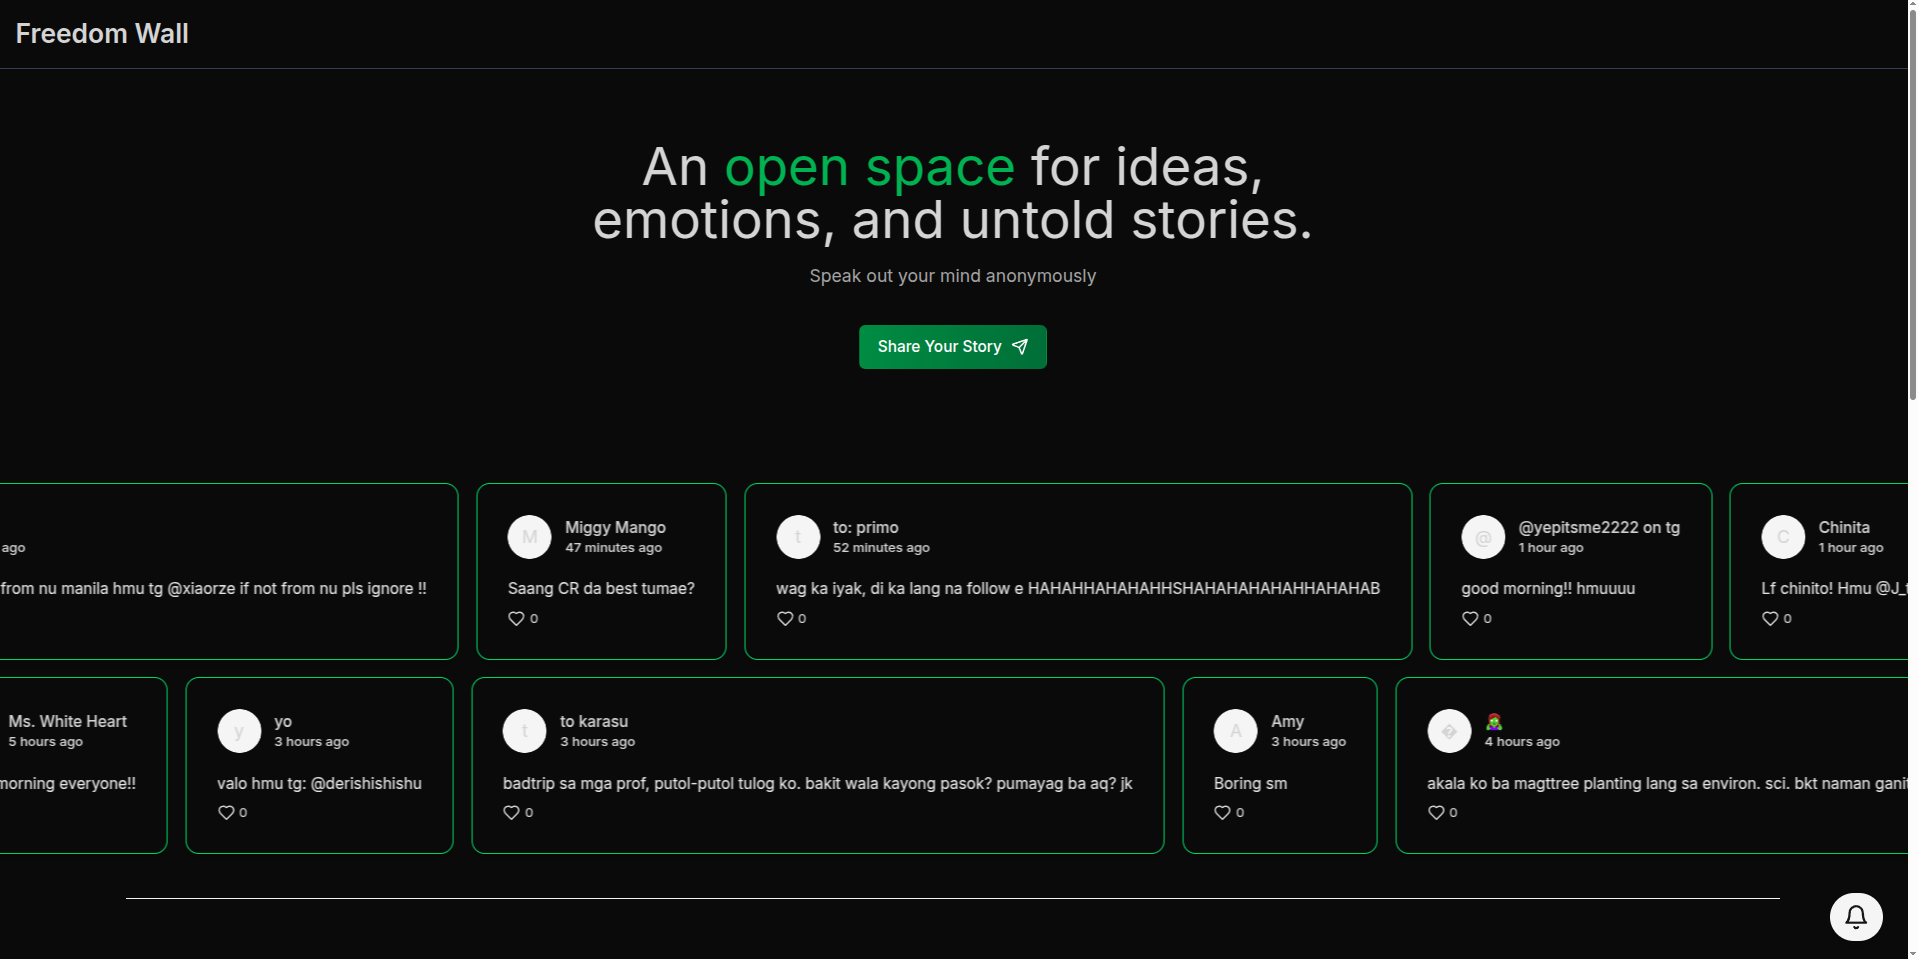 Freedom Wall
An open space for ideas,
emotions, and untold stories.
Speak out your mind anonymously
Share Your Story
ago
from nu manila hmu tg @xiaorze if not from nu pls ignore !!
M
Miggy Mango
47 minutes ago
Saang CR da best tumae?
0
t
to: primo
52 minutes ago
wag ka iyak, di ka lang na follow e HAHAHHAHAHAHHSHAHAHAHAHAHHAHAHAB
0
@
@yepitsme2222 on tg
1 hour ago
good morning!! hmuuuu
0
C
Chinita
1 hour ago
Lf chinito! Hmu @J_t
0
Ms. White Heart
5 hours ago
morning everyone!!
y
yo
3 hours ago
valo hmu tg: @derishishishu
0
t
to karasu
3 hours ago
badtrip sa mga prof, putol-putol tulog ko. bakit wala kayong pasok? pumayag ba aq? jk
0
A
Amy
3 hours ago
Boring sm
0
�
🧟‍♀️
4 hours ago
akala ko ba magttree planting lang sa environ. sci. bkt naman ganit
0